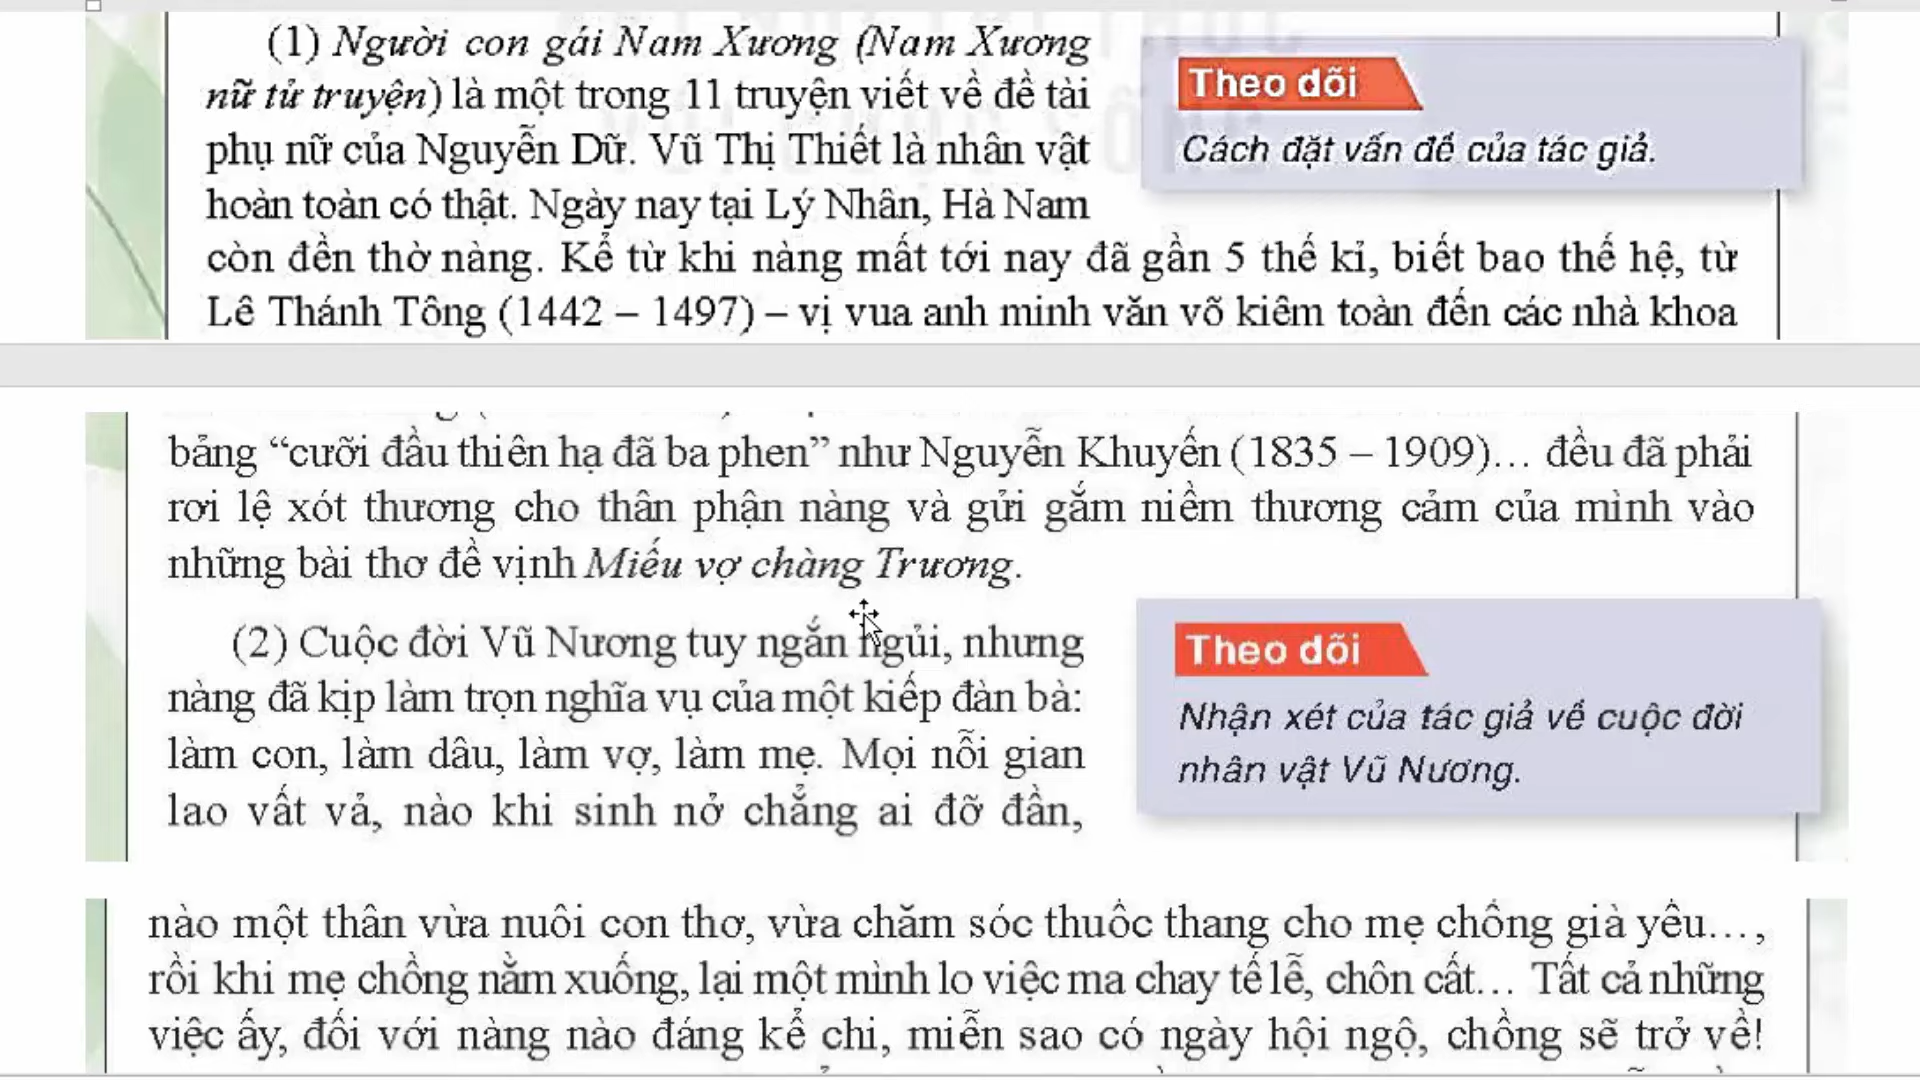 (1) Người con gái Nam Xương (Nam Xương
nữ tử truyện) là một trong 11 truyện viết về đề tài
phụ nữ của Nguyễn Dữ. Vũ Thị Thiết là nhân vật
hoàn toàn có thật. Ngày nay tại Lý Nhân, Hà Nam
Theo dõi
Cách đặt vấn đề của tác giả.
còn đền thờ nàng. Kể từ khi nàng mất tới nay đã gần 5 thế kỉ, biết bao thế hệ, từ
Lê Thánh Tông (1442 – 1497) – vị vua anh minh văn võ kiêm toàn đến các nhà khoa
bảng “cưỡi đầu thiên hạ đã ba phen” như Nguyễn Khuyến (1835 – 1909)... đều đã phải
rơi lệ xót thương cho thân phận nàng và gửi gắm niềm thương cảm của mình vào
những bài thơ đề vịnh Miếu vợ chàng Trương.
(2) Cuộc đời Vũ Nương tuy ngắn ngủi, nhưng
nàng đã kịp làm trọn nghĩa vụ của một kiếp đàn bà:
làm con, làm dâu, làm vợ, làm mẹ. Mọi nỗi gian
lao vất vả, nào khi sinh nở chẳng ai đỡ đần,
Theo dõi
Nhận xét của tác giả về cuộc đời
nhân vật Vũ Nương.
nào một thân vừa nuôi con thơ, vừa chăm sóc thuốc thang cho mẹ chồng già yếu...,
rồi khi mẹ chồng nằm xuống, lại một mình lo việc ma chay tế lễ, chôn cất... Tất cả những
việc ấy, đối với nàng nào đáng kể chi, miễn sao có ngày hội ngộ, chồng sẽ trở về!